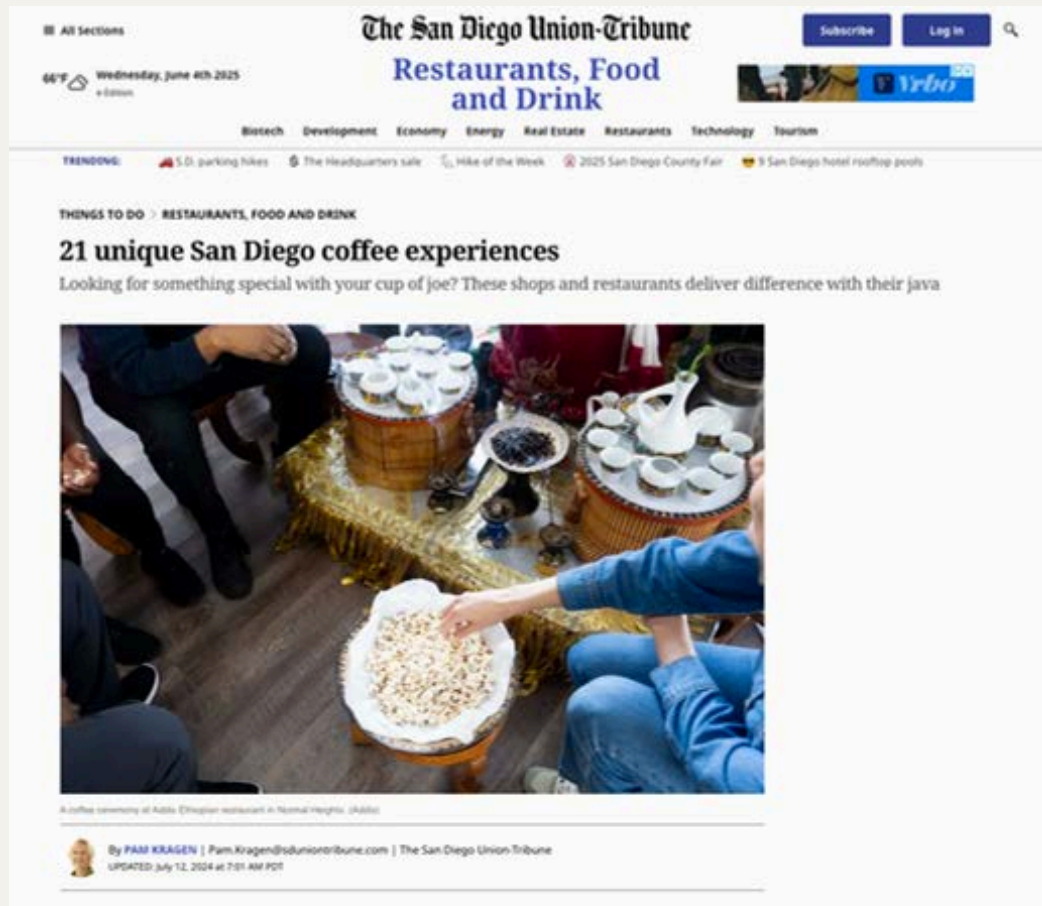 All Sections
The San Diego Union-Tribune
Subscribe
Log In
66°F
Wednesday, June 4th 2025
e-Edition
Restaurants, Food
and Drink
Vrbo
Biotech Development Economy Energy Real Estate Restaurants Technology Tourism
TRENDING:
S.D. parking hikes
The Headquarters sale
Hike of the Week
2025 San Diego County Fair
9 San Diego hotel rooftop pools
THINGS TO DO > RESTAURANTS, FOOD AND DRINK
21 unique San Diego coffee experiences
Looking for something special with your cup of joe? These shops and restaurants deliver difference with their java
A coffee ceremony at Addis Ethiopian restaurant in Normal Heights. (Addis)
By PAM KRAGEN | Pam.Kragen@sduniontribune.com | The San Diego Union-Tribune
UPDATED: July 12, 2024 at 7:01 AM PDT